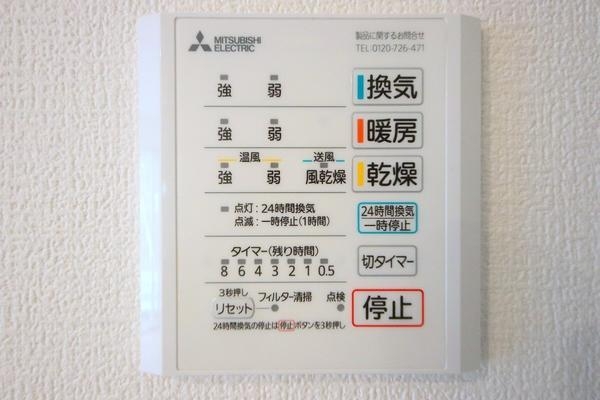 MITSUBISHI
ELECTRIC
製品に関するお問合せ
TEL:0120-726-471
強 弱 換気
強 弱 暖房
温風 送風
強 弱 風乾燥 乾燥
点灯:24時間換気
点滅:一時停止(1時間)
24時間換気
一時停止
タイマー(残り時間)
8 6 4 3 2 1 0.5
切タイマー
3秒押し
リセット フィルター清掃 点検
停止
24時間換気の停止は停止ボタンを3秒押し